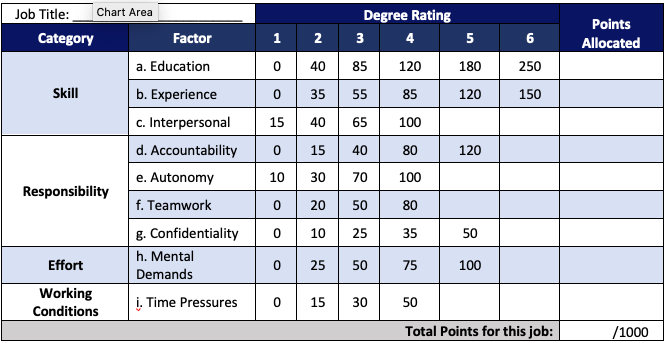 Job Title: Chart Area Degree Rating Points Allocated
Category Factor 1 2 3 4 5 6
Skill
a. Education 0 40 85 120 180 250
b. Experience 0 35 55 85 120 150
c. Interpersonal 15 40 65 100
Responsibility
d. Accountability 0 15 40 80 120
e. Autonomy 10 30 70 100
f. Teamwork 0 20 50 80
g. Confidentiality 0 10 25 35 50
Effort
h. Mental
Demands 0 25 50 75 100
Working
Conditions
i. Time Pressures 0 15 30 50
Total Points for this job: /1000